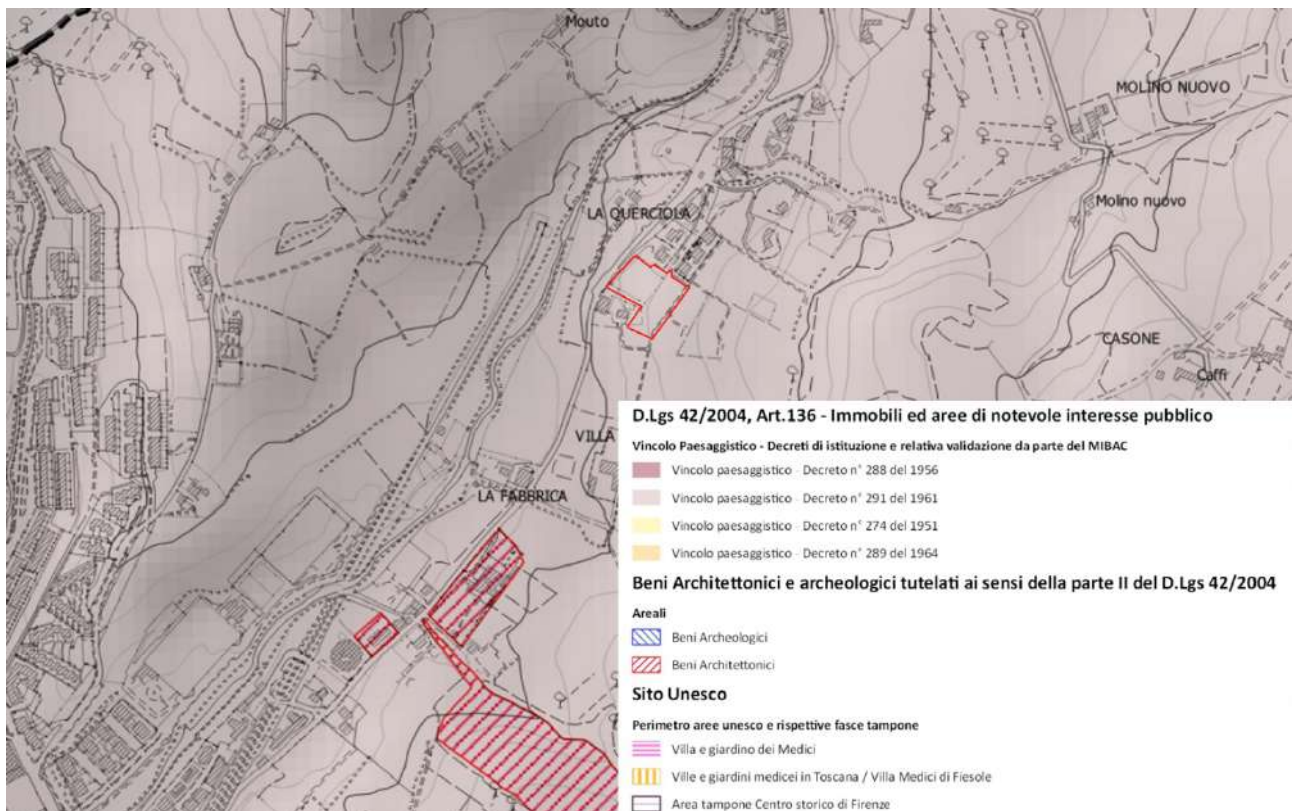 Mouto
MOLINO NUOVO
Molino nuovo
LA QUERCIOLA
CASONE
Caffi
VILLA
LA FABBRICA
D.Lgs 42/2004, Art.136 - Immobili ed aree di notevole interesse pubblico
Vincolo Paesaggistico - Decreti di istituzione e relativa validazione da parte del MIBAC
Vincolo paesaggistico - Decreto n° 288 del 1956
Vincolo paesaggistico - Decreto n° 291 del 1961
Vincolo paesaggistico - Decreto n° 274 del 1951
Vincolo paesaggistico - Decreto n° 289 del 1964
Beni Architettonici e archeologici tutelati ai sensi della parte II del D.Lgs 42/2004
Areali
Beni Archeologici
Beni Architettonici
Sito Unesco
Perimetro aree unesco e rispettive fasce tampone
Villa e giardino dei Medici
Ville e giardini medicei in Toscana / Villa Medici di Fiesole
Area tampone Centro storico di Firenze